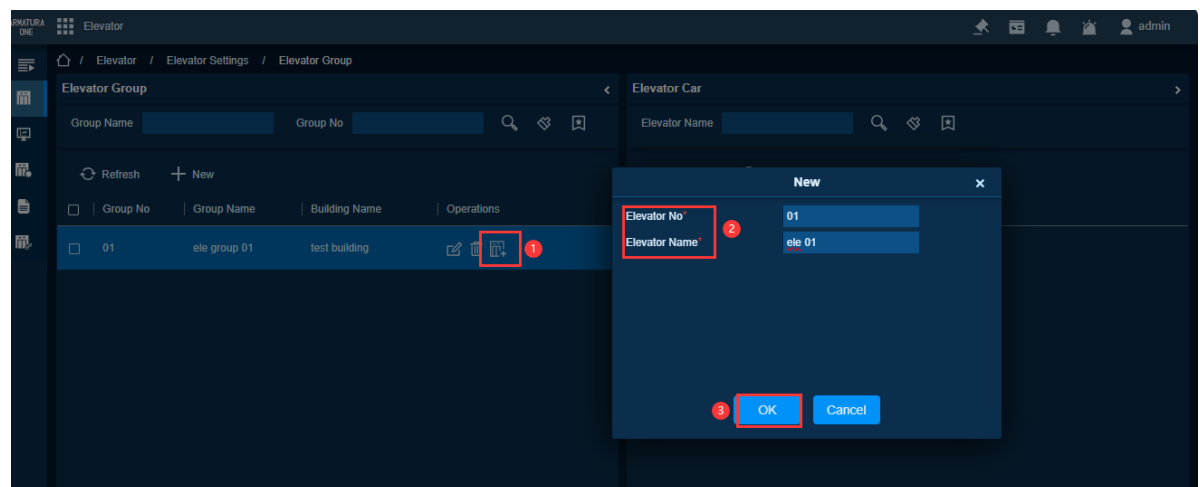 ARMATURA
ONE
Elevator
admin
/ Elevator / Elevator Settings / Elevator Group
Elevator Group
Elevator Car
Group Name
Group No
Elevator Name
Refresh
New
Group No
Group Name
Building Name
Operations
01
ele group 01
test building
1
New
Elevator No*
01
2
Elevator Name*
ele 01
3
OK
Cancel